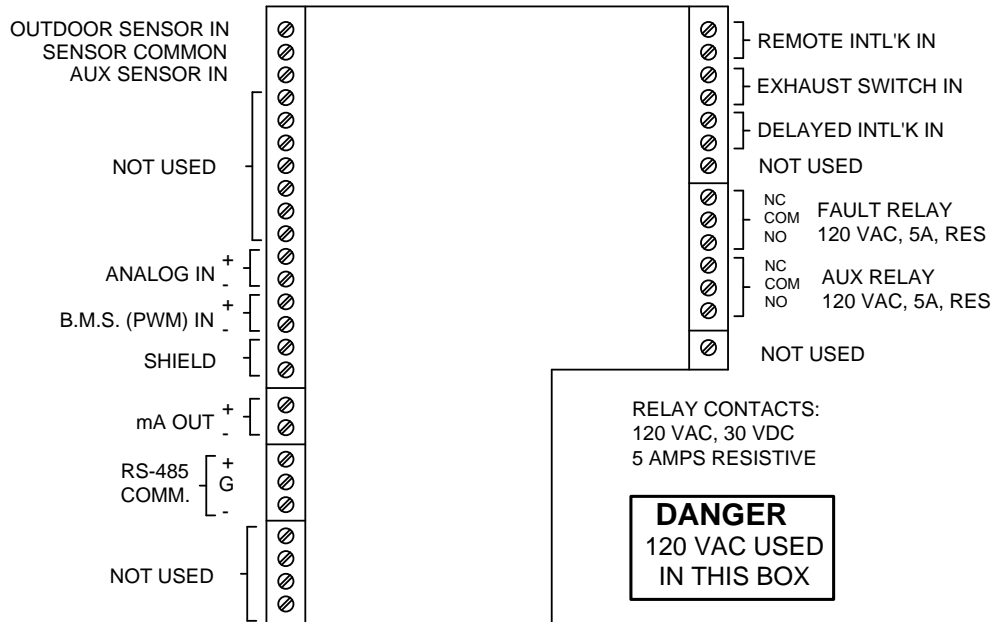 OUTDOOR SENSOR IN
SENSOR COMMON
AUX SENSOR IN
NOT USED
ANALOG IN + -
B.M.S. (PWM) IN + -
SHIELD
mA OUT + -
RS-485 +
COMM. G
-
NOT USED
REMOTE INTL'K IN
EXHAUST SWITCH IN
DELAYED INTL'K IN
NOT USED
NC
COM FAULT RELAY
NO 120 VAC, 5A, RES
NC
COM AUX RELAY
NO 120 VAC, 5A, RES
NOT USED
RELAY CONTACTS:
120 VAC, 30 VDC
5 AMPS RESISTIVE
DANGER
120 VAC USED
IN THIS BOX